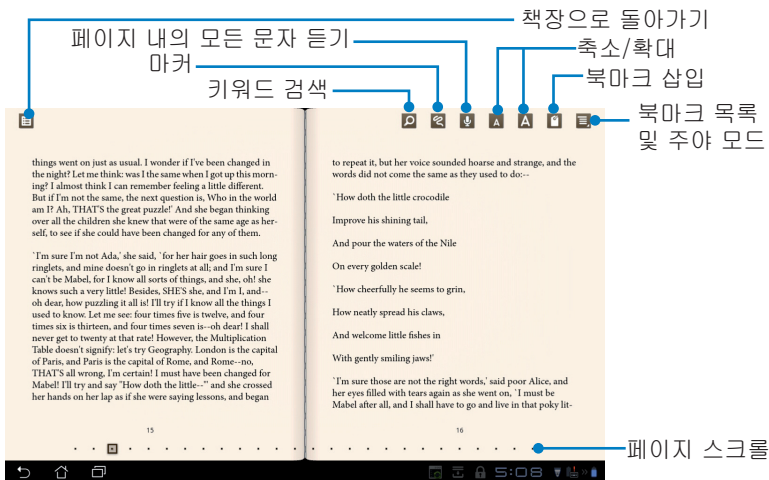 책장으로 돌아가기
페이지 내의 모든 문자 듣기
축소/확대
마커
북마크 삽입
키워드 검색
북마크 목록
및 주야 모드
A A
things went on just as usual. I wonder if I've been changed in
the night? Let me think: was I the same when I got up this morn-
ing? I almost think I can remember feeling a little different.
But if I'm not the same, the next question is, Who in the world
am I? Ah, THAT'S the great puzzle!' And she began thinking
over all the children she knew that were of the same age as her-
self, to see if she could have been changed for any of them.
`I'm sure I'm not Ada,' she said, `for her hair goes in such long
ringlets, and mine doesn't go in ringlets at all; and I'm sure I
can't be Mabel, for I know all sorts of things, and she, oh! she
knows such a very little! Besides, SHE'S she, and I'm I, and--
oh dear, how puzzling it all is! I'll try if I know all the things I
used to know. Let me see: four times five is twelve, and four
times six is thirteen, and four times seven is--oh dear! I shall
never get to twenty at that rate! However, the Multiplication
Table doesn't signify: let's try Geography. London is the capital
of Paris, and Paris is the capital of Rome, and Rome--no,
THAT'S all wrong, I'm certain! I must have been changed for
Mabel! I'll try and say "How doth the little--"' and she crossed
her hands on her lap as if she were saying lessons, and began
15
to repeat it, but her voice sounded hoarse and strange, and the
words did not come the same as they used to do:--
`How doth the little crocodile
Improve his shining tail,
And pour the waters of the Nile
On every golden scale!
`How cheerfully he seems to grin,
How neatly spread his claws,
And welcome little fishes in
With gently smiling jaws!'
`I'm sure those are not the right words,' said poor Alice, and
her eyes filled with tears again as she went on, `I must be
Mabel after all, and I shall have to go and live in that poky lit-
16
페이지 스크롤
5:08